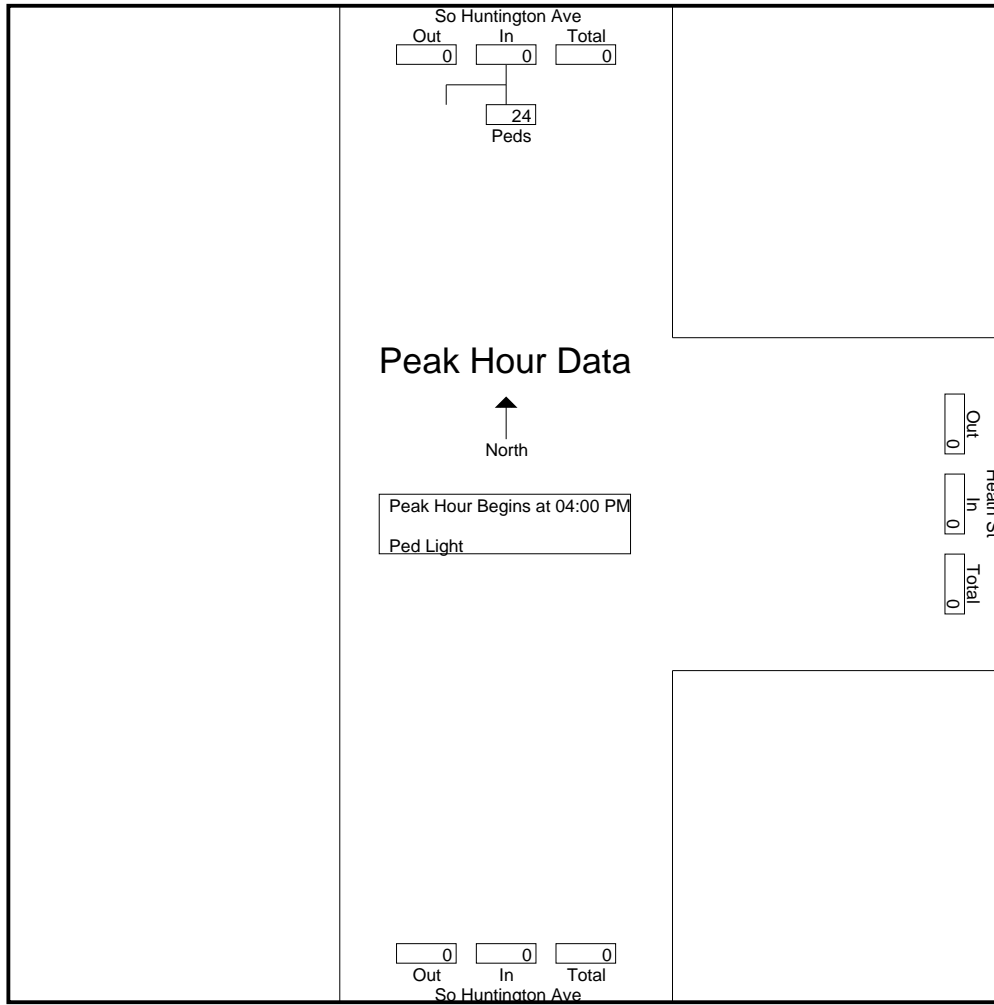 So Huntington Ave
Out In Total
0 0 0
24
Peds
Peak Hour Data
North
Peak Hour Begins at 04:00 PM
Ped Light
Out In Total
0 0 0
Heath St
0 0 0
Out In Total
So Huntington Ave